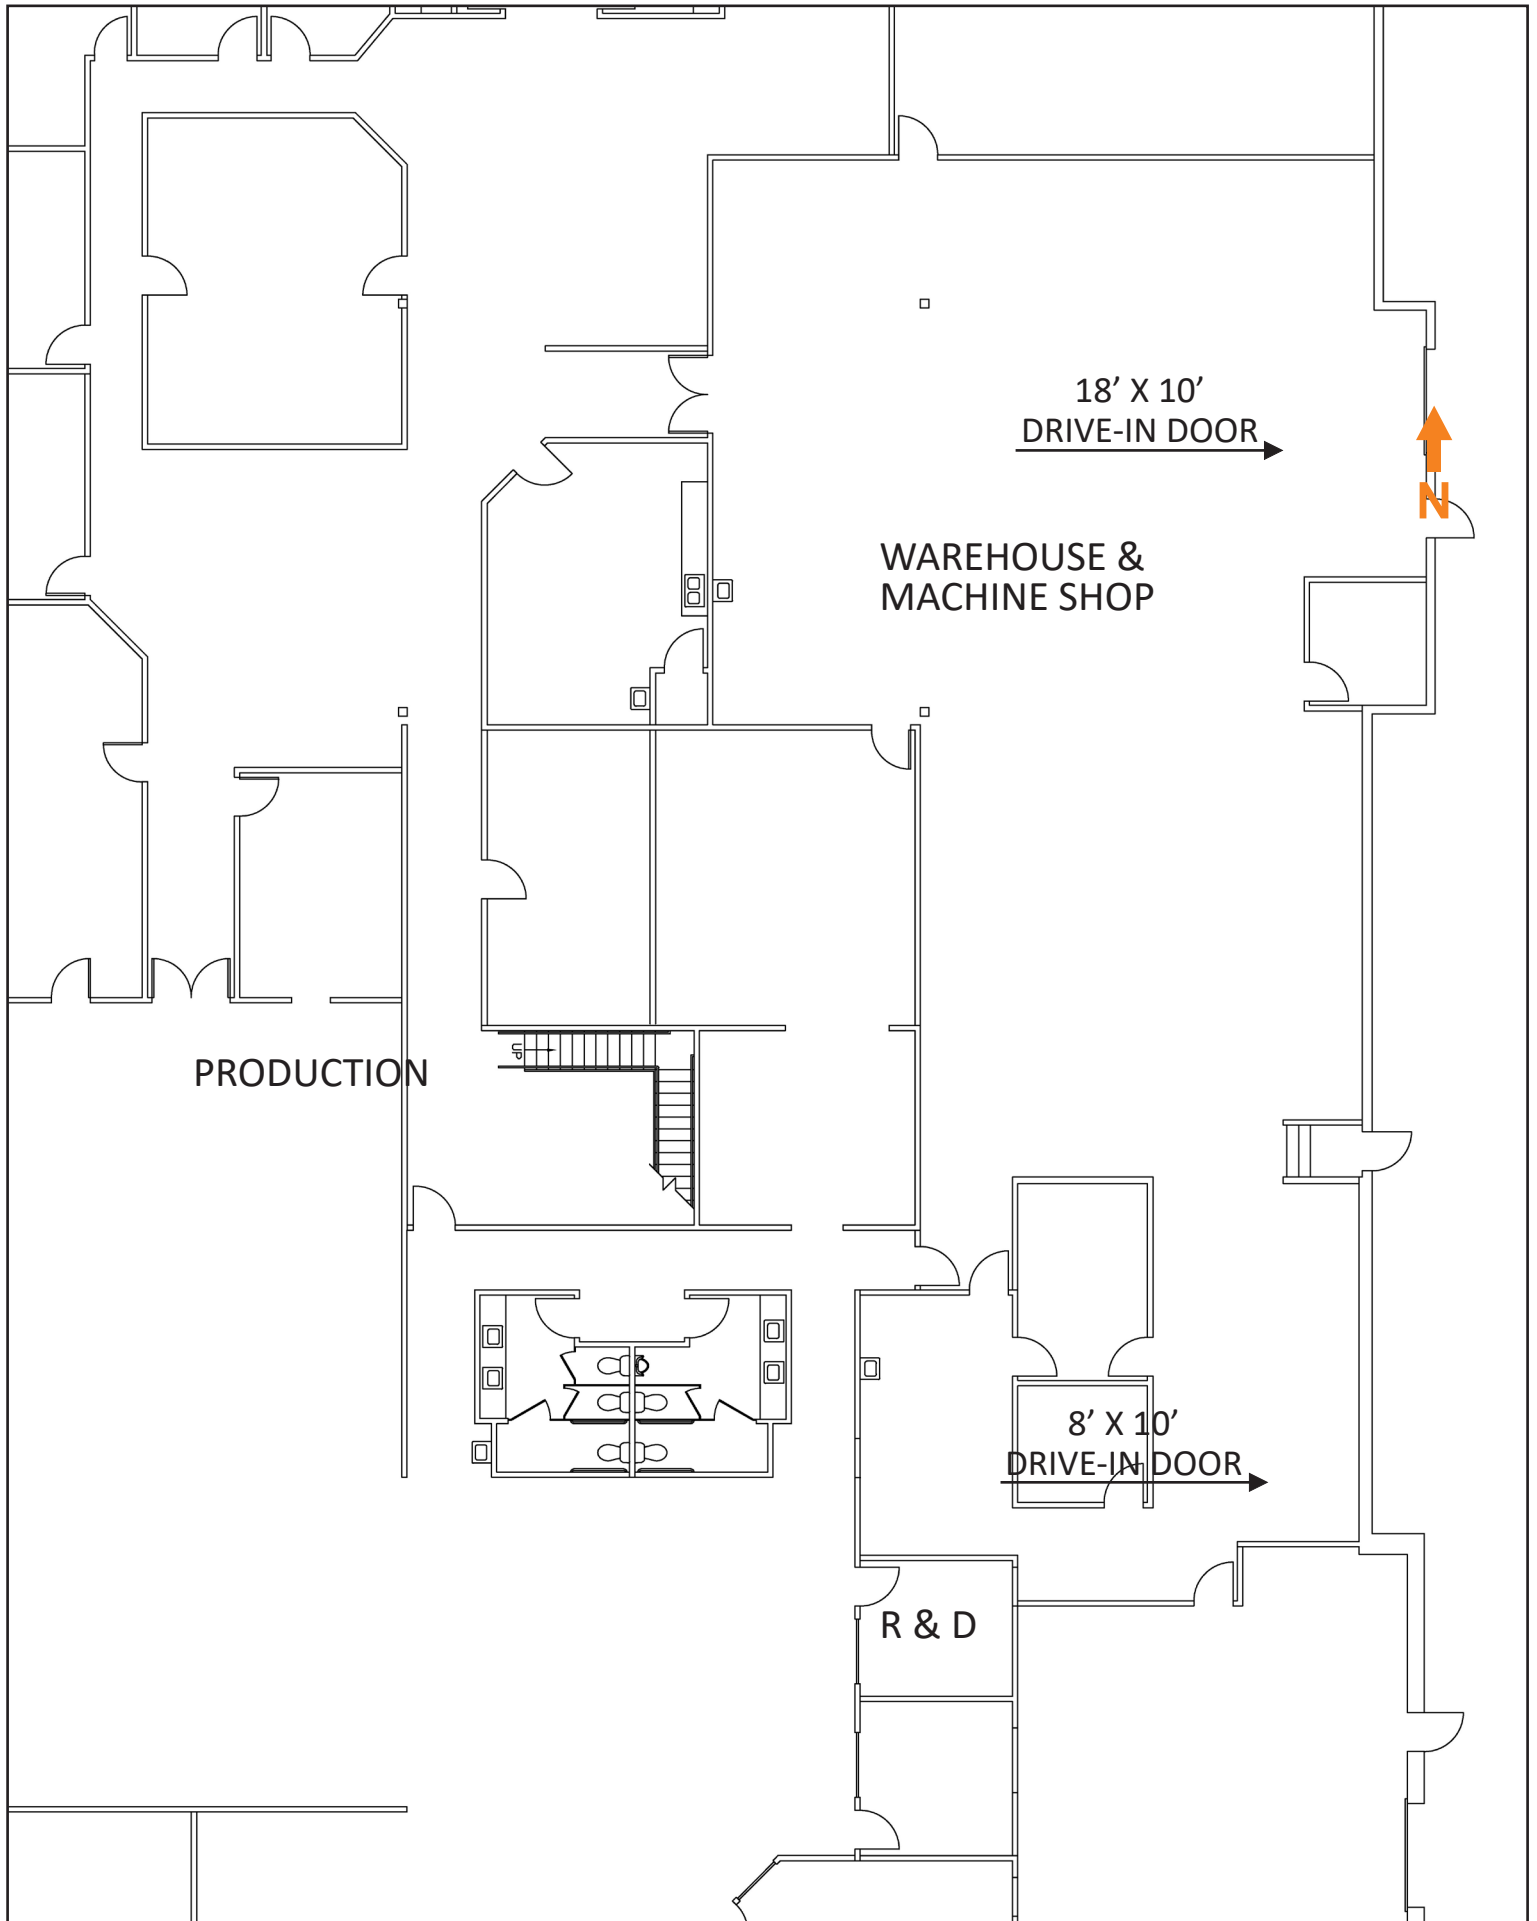 18’ X 10’
DRIVE-IN DOOR
N
WAREHOUSE &
MACHINE SHOP
UP
PRODUCTION
8’ X 10’
DRIVE-IN DOOR
R & D